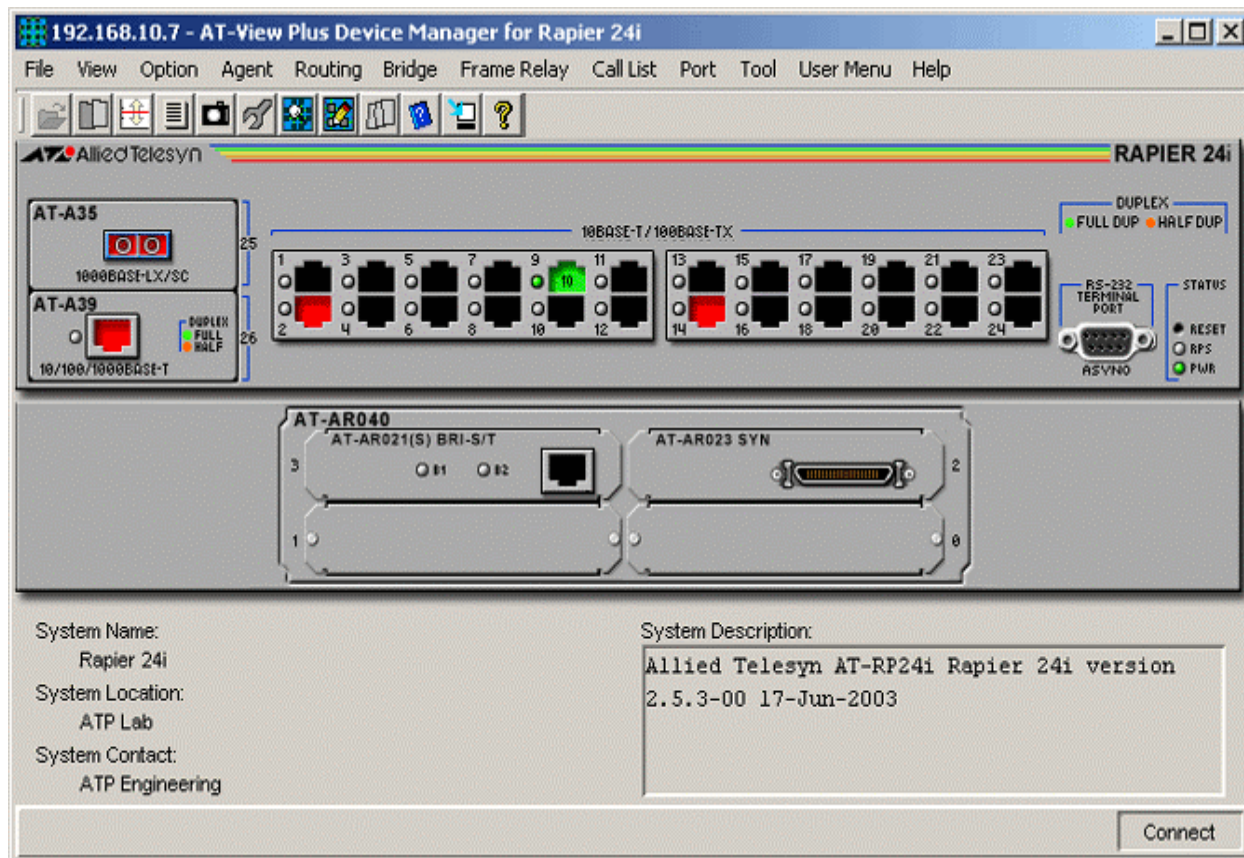 192.168.10.7 - AT-View Plus Device Manager for Rapier 24i
File View Option Agent Routing Bridge Frame Relay Call List Port Tool User Menu Help
Allied Telesyn
RAPIER 24i
AT-A35
1000BASE-LX/SC
25
AT-A39
DUPLEX
FULL
HALF
10/100/1000BASE-T
26
10BASE-T/100BASE-TX
1 3 5 7 9 11 13 15 17 19 21 23
10
2 4 6 8 10 12 14 16 18 20 22 24
DUPLEX
FULL DUP HALF DUP
RS-232
TERMINAL
PORT
ASYN0
STATUS
RESET
RPS
PWR
AT-AR040
AT-AR021(S) BRI-S/T
3
B1 B2
AT-AR023 SYN
2
1
0
System Name:
Rapier 24i
System Location:
ATP Lab
System Contact:
ATP Engineering
System Description:
Allied Telesyn AT-RP24i Rapier 24i version
2.5.3-00 17-Jun-2003
Connect